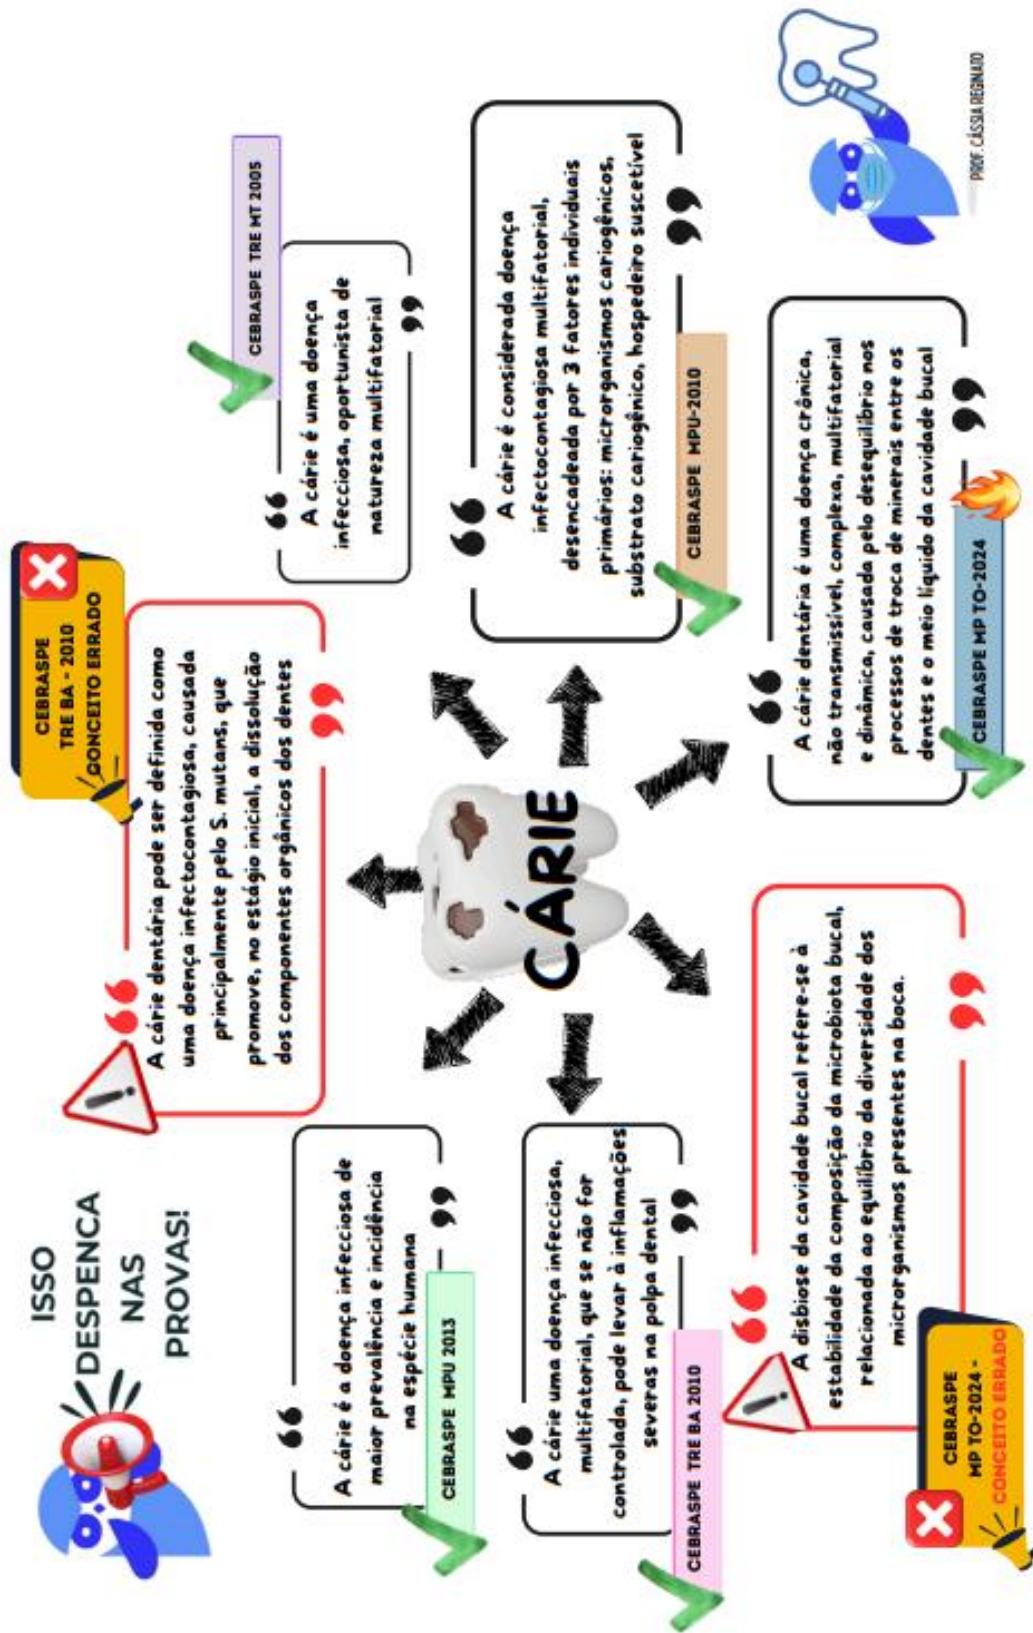 ISSO
DESPENCA
NAS
PROVAS!
CEBRASPE
TRE BA - 2010
CONCEITO ERRADO
A cárie dentária pode ser definida como
uma doença infectocontagiosa, causada
principalmente pelo S. mutans, que
promove, no estágio inicial, a dissolução
dos componentes orgânicos dos dentes
CEBRASPE TRE MT 2005
A cárie é uma doença
infecciosa, oportunista de
natureza multifatorial
A cárie é a doença infecciosa de
maior prevalência e incidência
na espécie humana
CEBRASPE MPU 2013
CÁRIE
A cárie é considerada doença
infectocontagiosa multifatorial,
desencadeada por 3 fatores individuais
primários: microrganismos cariogênicos,
substrato cariogênico, hospedeiro suscetível
CEBRASPE MPU-2010
A cárie uma doença infecciosa,
multifatorial, que se não for
controlada, pode levar à inflamações
severas na polpa dental
CEBRASPE TRE BA 2010
A disbiose da cavidade bucal refere-se à
estabilidade da composição da microbiota bucal,
relacionada ao equilíbrio da diversidade dos
microrganismos presentes na boca.
CEBRASPE
MP TO-2024 -
CONCEITO ERRADO
A cárie dentária é uma doença crônica,
não transmissível, complexa, multifatorial
e dinâmica, causada pelo desequilíbrio nos
processos de troca de minerais entre os
dentes e o meio líquido da cavidade bucal
CEBRASPE MP TO-2024
PROF. CÁSSIA REGINATO